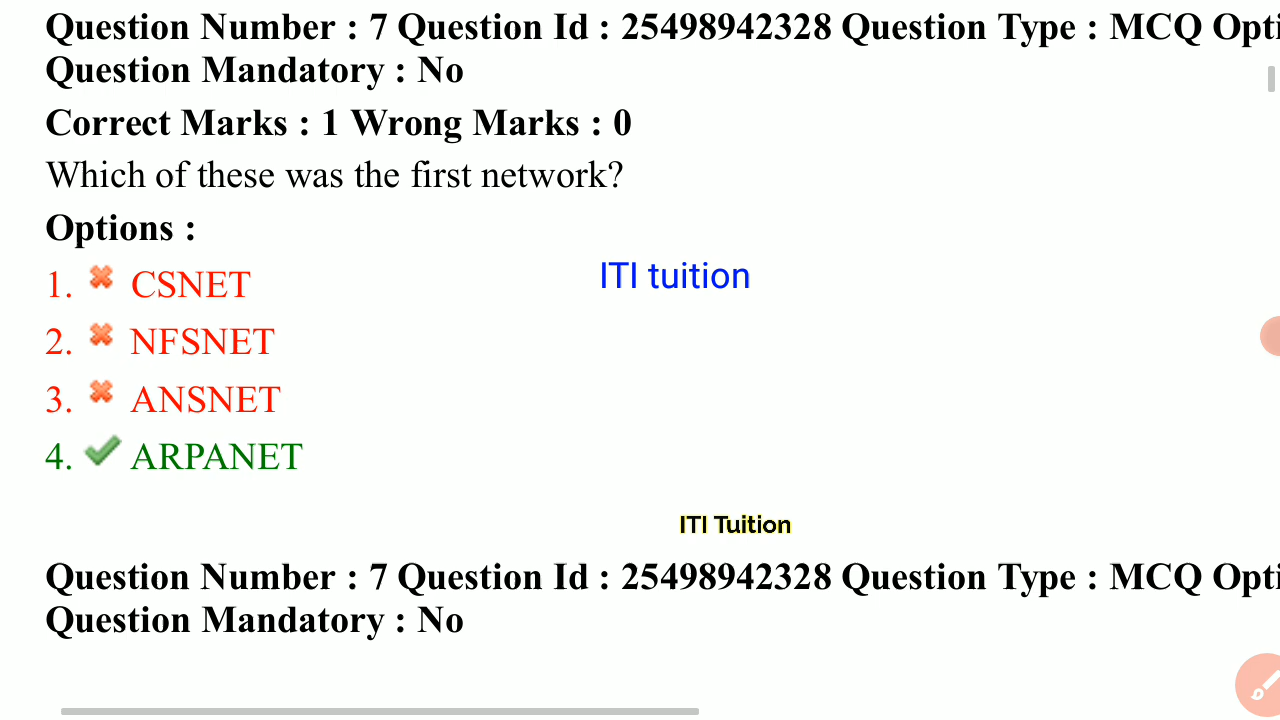 Question Number : 7 Question Id : 25498942328 Question Type : MCQ Opti
Question Mandatory : No
Correct Marks : 1 Wrong Marks : 0
Which of these was the first network?
Options :
1. CSNET
ITI tuition
2. NFSNET
3. ANSNET
4. ARPANET
ITI Tuition
Question Number : 7 Question Id : 25498942328 Question Type : MCQ Opti
Question Mandatory : No